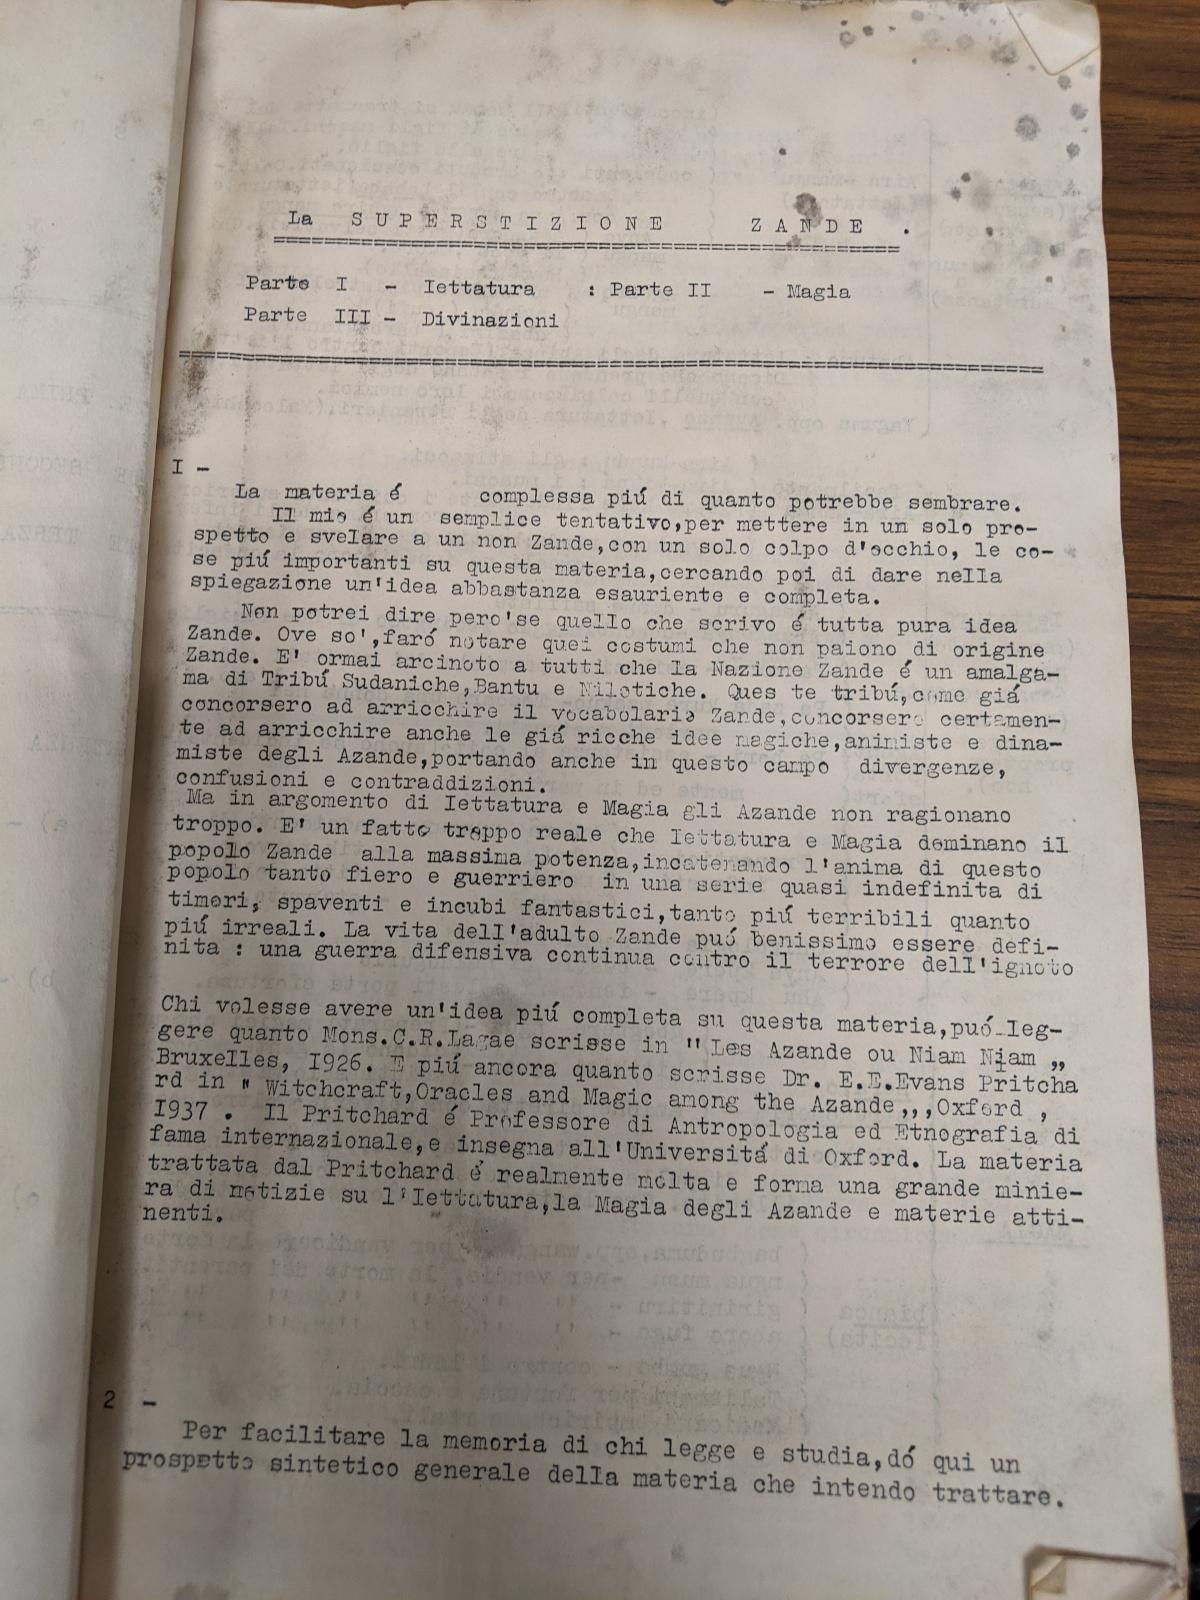 La SUPERSTIZIONE ZANDE .
Parte I - Iettatura : Parte II - Magia
Parte III - Divinazioni
I -
La materia é complessa piú di quanto potrebbe sembrare.
Il mio é un semplice tentativo,per mettere in un solo pro-
spetto e svelare a un non Zande,con un solo colpo d'occhio, le co-
se piú importanti su questa materia,cercando poi di dare nella
spiegazione un'idea abbastanza esauriente e completa.
Non potrei dire pero'se quello che scrivo é tutta pura idea
Zande. Ove so',faró notare quei costumi che non paiono di origine
Zande. E' ormai arcinoto a tutti che la Nazione Zande é un amalga-
ma di Tribú Sudaniche,Bantu e Nilotiche. Ques te tribú,come giá
concorsero ad arricchire il vocabolario Zande,concorsero certamen-
te ad arricchire anche le giá ricche idee magiche,animiste e dina-
miste degli Azande,portando anche in questo campo divergenze,
confusioni e contraddizioni.
Ma in argomento di Iettatura e Magia gli Azande non ragionano
troppo. E' un fatto troppo reale che Iettatura e Magia dominano il
popolo Zande alla massima potenza,incatenando l'anima di questo
popolo tanto fiero e guerriero in una serie quasi indefinita di
timori, spaventi e incubi fantastici,tanto piú terribili quanto
piú irreali. La vita dell'adulto Zande puó benissimo essere defi-
nita : una guerra difensiva continua contro il terrore dell'ignoto
Chi volesse avere un'idea piú completa su questa materia,puó leg-
gere quanto Mons.C.R.Lagae scrisse in " Les Azande ou Niam Niam „
Bruxelles, I926. E piú ancora quanto scrisse Dr. E.E.Evans Pritcha
rd in " Witchcraft,Oracles and Magic among the Azande,,,Oxford ,
I937 . Il Pritchard é Professore di Antropologia ed Etnografia di
fama internazionale,e insegna all'Universitá di Oxford. La materia
trattata dal Pritchard é realmente molta e forma una grande minie-
ra di notizie su l'Iettatura,la Magia degli Azande e materie atti-
nenti.
2 -
Per facilitare la memoria di chi legge e studia,dó qui un
prospetto sintetico generale della materia che intendo trattare.